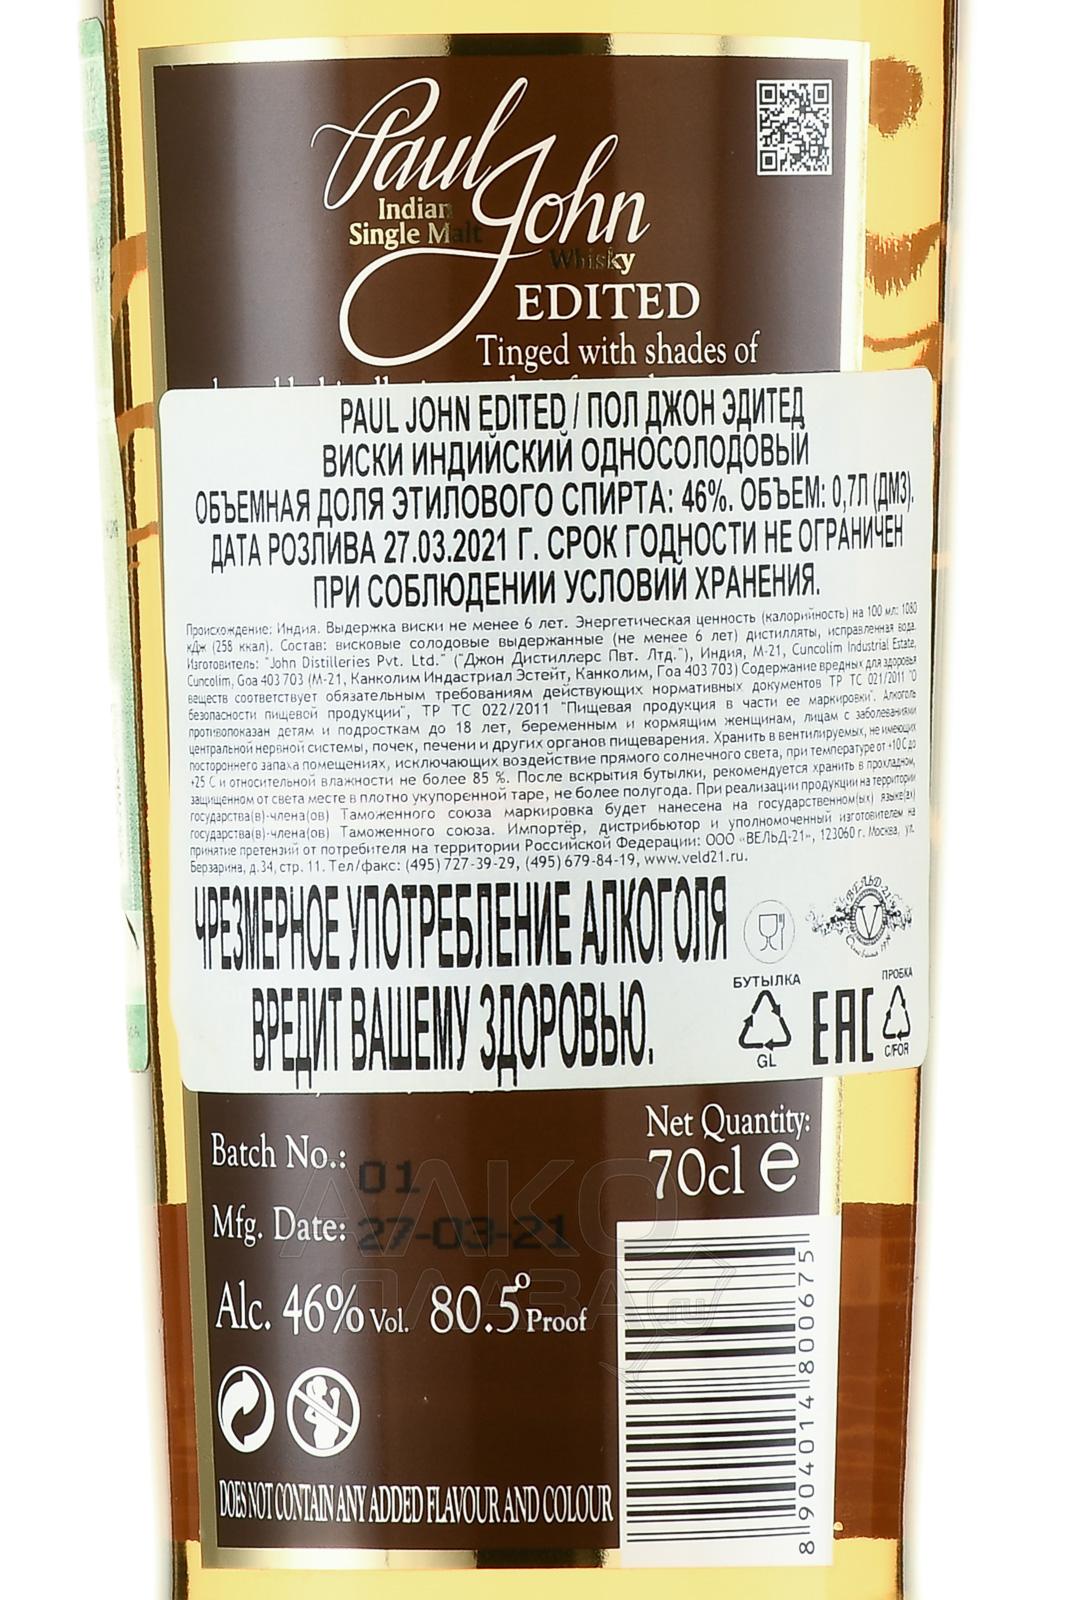 Paul John
Indian
Single Malt
Whisky
EDITED
Tinged with shades of
PAUL JOHN EDITED / ПОЛ ДЖОН ЭДИТЕД
ВИСКИ ИНДИЙСКИЙ ОДНОСОЛОДОВЫЙ
ОБЪЕМНАЯ ДОЛЯ ЭТИЛОВОГО СПИРТА: 46%. ОБЪЕМ: 0,7Л (ДМ3).
ДАТА РОЗЛИВА 27.03.2021 Г. СРОК ГОДНОСТИ НЕ ОГРАНИЧЕН
ПРИ СОБЛЮДЕНИИ УСЛОВИЙ ХРАНЕНИЯ.
Происхождение: Индия. Выдержка виски не менее 6 лет. Энергетическая ценность (калорийность) на 100 мл: 1080
кДж (258 ккал). Состав: висковые солодовые выдержанные (не менее 6 лет) дистилляты, исправленная вода.
Изготовитель: "John Distilleries Pvt. Ltd." ("Джон Дистиллерс Пвт. Лтд."), Индия, M-21, Cuncolim Industrial Estate,
Cuncolim, Goa 403 703 (М-21, Канколим Индастриал Эстейт, Канколим, Гоа 403 703) Содержание вредных для здоровья
веществ соответствует обязательным требованиям действующих нормативных документов ТР ТС 021/2011 "О
безопасности пищевой продукции", ТР ТС 022/2011 "Пищевая продукция в части ее маркировки". Алкоголь
противопоказан детям и подросткам до 18 лет, беременным и кормящим женщинам, лицам с заболеваниями
центральной нервной системы, почек, печени и других органов пищеварения. Хранить в вентилируемых, не имеющих
постороннего запаха помещениях, исключающих воздействие прямого солнечного света, при температуре от +10 С до
+25 С и относительной влажности не более 85 %. После вскрытия бутылки, рекомендуется хранить в прохладном,
защищенном от света месте в плотно укупоренной таре, не более полугода. При реализации продукции на территории
государства(в)-члена(ов) Таможенного союза маркировка будет нанесена на государственном(ых) языке(ах)
государства(в)-члена(ов) Таможенного союза. Импортёр, дистрибьютор и уполномоченный изготовителем на
принятие претензий от потребителя на территории Российской Федерации: ООО «ВЕЛЬД-21», 123060 г. Москва, ул.
Берзарина, д.34, стр. 11. Тел/факс: (495) 727-39-29, (495) 679-84-19, www.veld21.ru.
ЧРЕЗМЕРНОЕ УПОТРЕБЛЕНИЕ АЛКОГОЛЯ
ВРЕДИТ ВАШЕМУ ЗДОРОВЬЮ.
ВЕЛЬД 21
V
БУТЫЛКА
GL
EAC
ПРОБКА
C/FOR
Batch No.: 01
Mfg. Date: 27-03-21
Net Quantity:
70cl e
Alc. 46% Vol. 80.5° Proof
DOES NOT CONTAIN ANY ADDED FLAVOUR AND COLOUR
8904014800675
АЛКО
ПЛАЗА
.RU